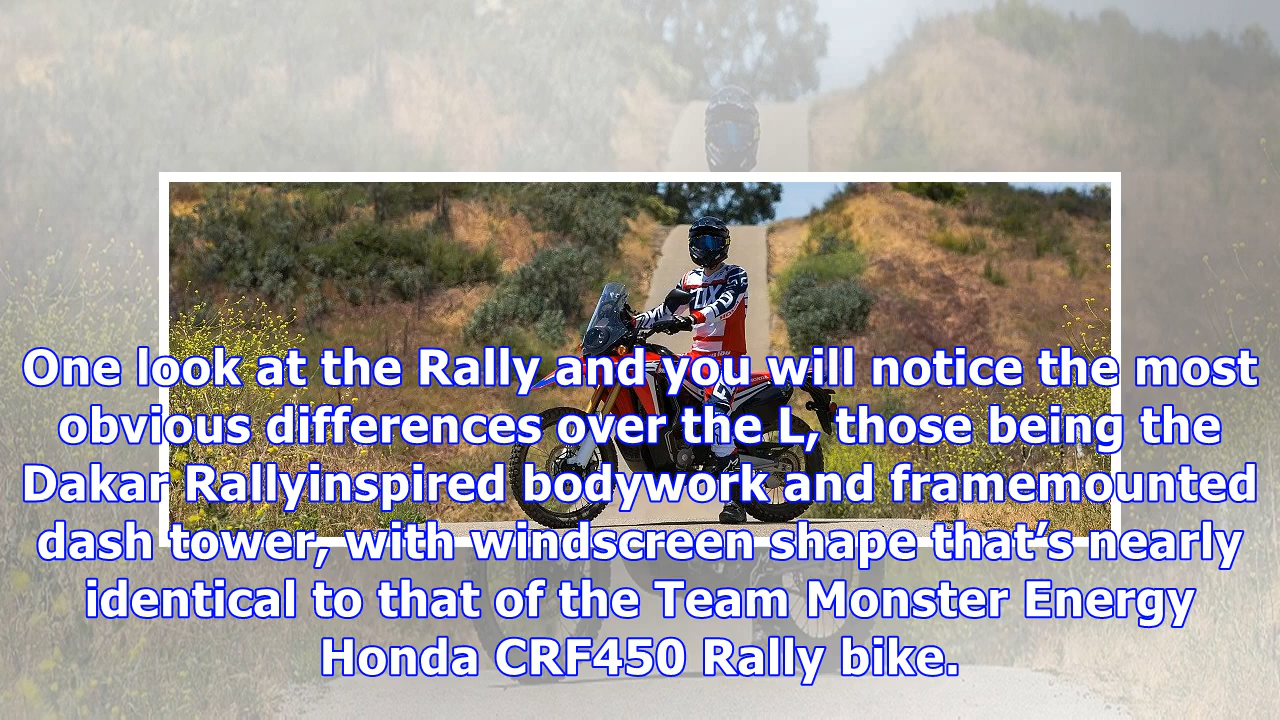 One look at the Rally and you will notice the most
obvious differences over the L, those being the
Dakar Rallyinspired bodywork and framemounted
dash tower, with windscreen shape that's nearly
identical to that of the Team Monster Energy
Honda CRF450 Rally bike.